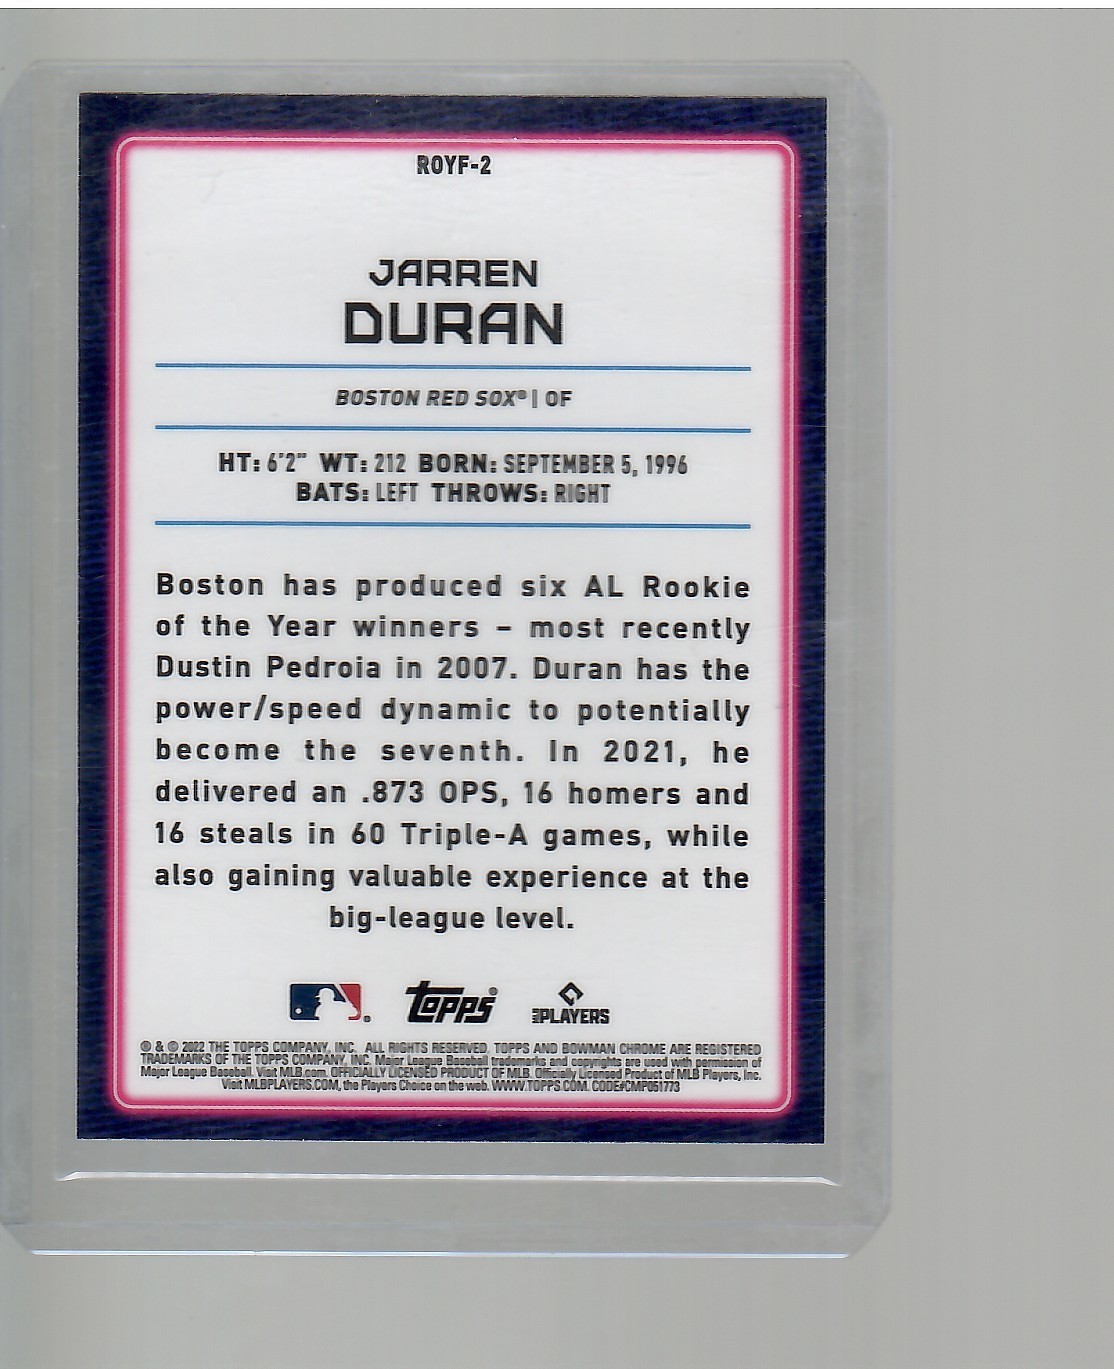 ROYF-2
JARREN
DURAN
BOSTON RED SOX® | OF
HT: 6'2" WT: 212 BORN: SEPTEMBER 5, 1996
BATS: LEFT THROWS: RIGHT
Boston has produced six AL Rookie
of the Year winners – most recently
Dustin Pedroia in 2007. Duran has the
power/speed dynamic to potentially
become the seventh. In 2021, he
delivered an .873 OPS, 16 homers and
16 steals in 60 Triple-A games, while
also gaining valuable experience at the
big-league level.
topps® PLAYERS
® & © 2022 THE TOPPS COMPANY, INC. ALL RIGHTS RESERVED. TOPPS AND BOWMAN CHROME ARE REGISTERED
TRADEMARKS OF THE TOPPS COMPANY, INC. Major League Baseball trademarks and copyrights are used with permission of
Major League Baseball. Visit MLB.com. OFFICIALLY LICENSED PRODUCT OF MLB. Officially Licensed Product of MLB Players, Inc.
Visit MLBPLAYERS.COM, the Players Choice on the web. WWW.TOPPS.COM. CODE#CMP051773